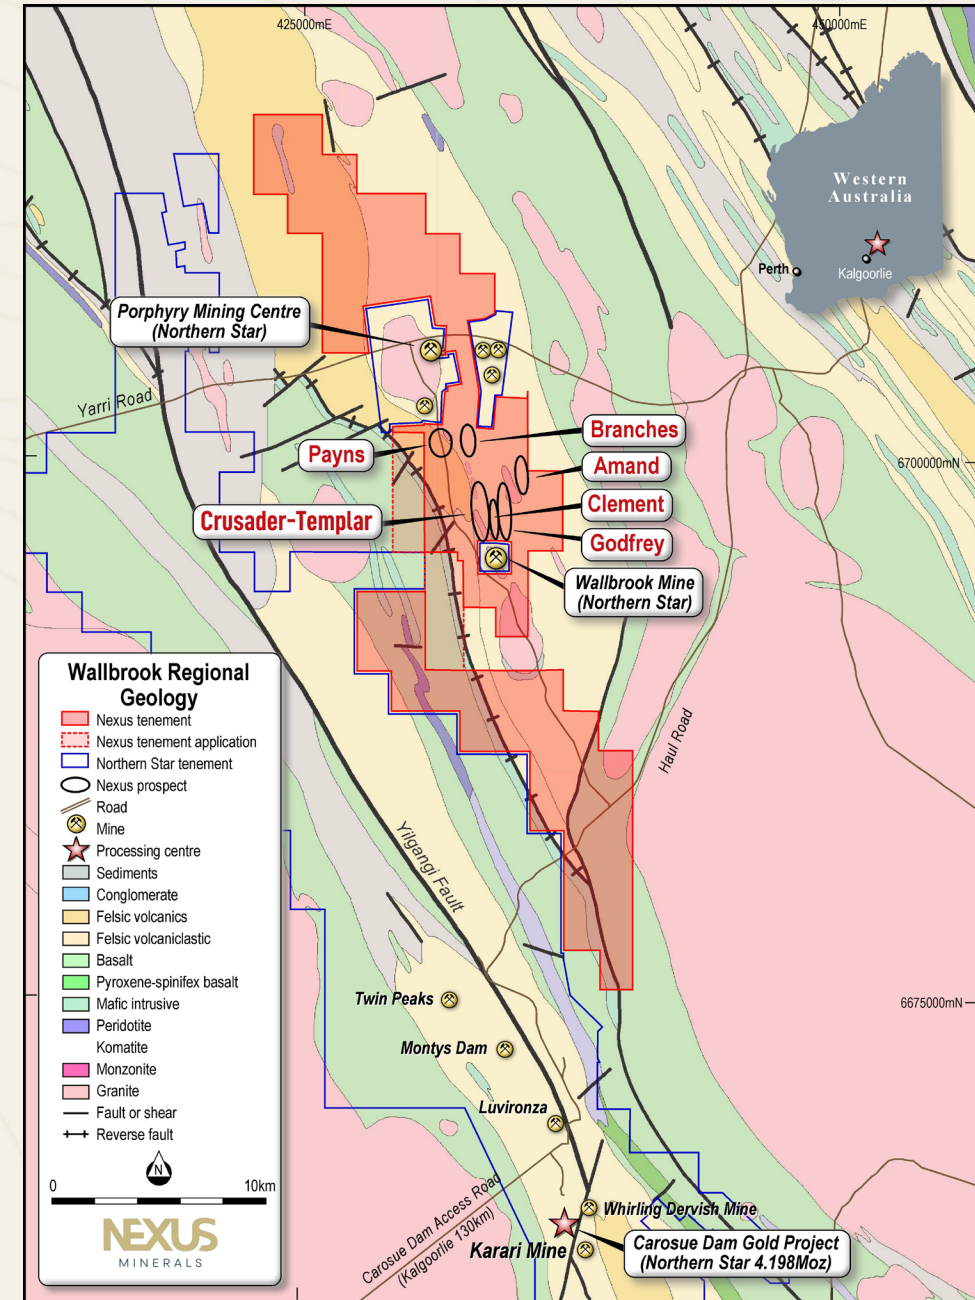 425000mE
450000mE
Western
Australia
Perth
Kalgoorlie
Porphyry Mining Centre
(Northern Star)
Yarri Road
Branches
Payns
Amand
6700000mN
Clement
Crusader-Templar
Godfrey
Wallbrook Mine
(Northern Star)
Haul Road
Wallbrook Regional
Geology
Nexus tenement
Nexus tenement application
Northern Star tenement
Nexus prospect
Road
Mine
Processing centre
Sediments
Conglomerate
Felsic volcanics
Felsic volcaniclastic
Basalt
Pyroxene-spinifex basalt
Mafic intrusive
Peridotite
Komatite
Monzonite
Granite
Fault or shear
Reverse fault
N
0 10km
NEXUS
MINERALS
Yilgangi Fault
Twin Peaks
6675000mN
Montys Dam
Luvironza
Carosue Dam Access Road
(Kalgoorlie 130km)
Whirling Dervish Mine
Karari Mine
Carosue Dam Gold Project
(Northern Star 4.198Moz)